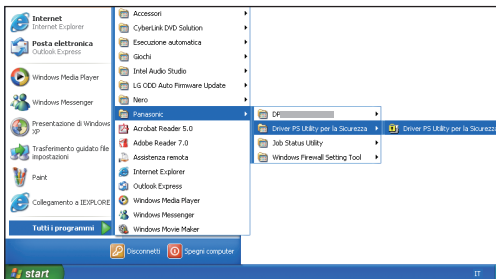 Internet
Internet Explorer
Posta elettronica
Outlook Express
Windows Media Player
Windows Messenger
Presentazione di Windows
XP
Trasferimento guidato file
impostazioni
Paint
Collegamento a IEXPLORE
Tutti i programmi
Accessori
CyberLink DVD Solution
Esecuzione automatica
Giochi
Intel Audio Studio
LG ODD Auto Firmware Update
Nero
Panasonic
Acrobat Reader 5.0
Adobe Reader 7.0
Assistenza remota
Internet Explorer
Outlook Express
Windows Media Player
Windows Messenger
Windows Movie Maker
DP
Driver PS Utility per la Sicurezza
Job Status Utility
Windows Firewall Setting Tool
Driver PS Utility per la Sicurezza
Disconnetti
Spegni computer
start
IT